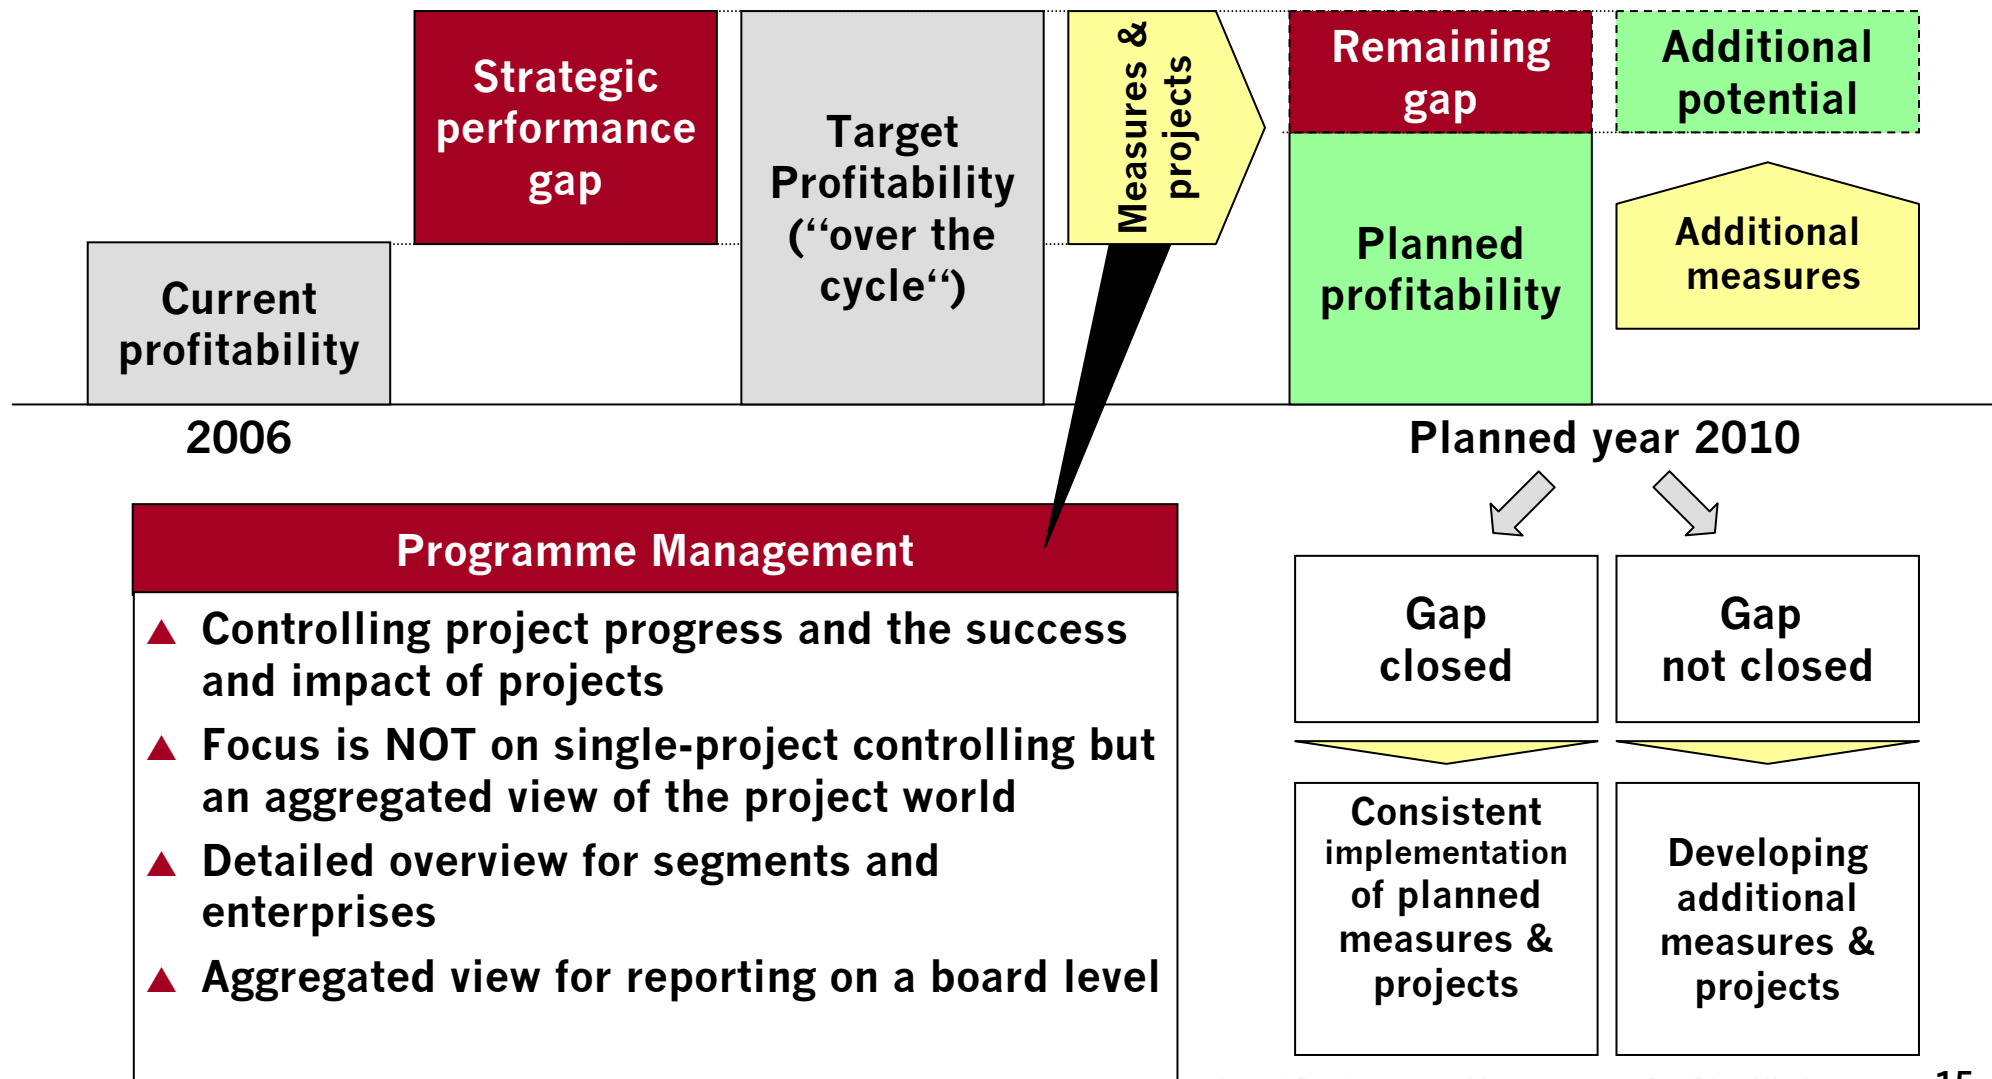 Strategic
performance
gap
Target
Profitability
(“over the
cycle“)
Measures &
projects
Remaining
gap
Additional
potential
Current
profitability
Planned
profitability
Additional
measures
2006
Planned year 2010
Programme Management
Controlling project progress and the success
and impact of projects
Focus is NOT on single-project controlling but
an aggregated view of the project world
Detailed overview for segments and
enterprises
Aggregated view for reporting on a board level
Gap
closed
Gap
not closed
Consistent
implementation
of planned
measures &
projects
Developing
additional
measures &
projects